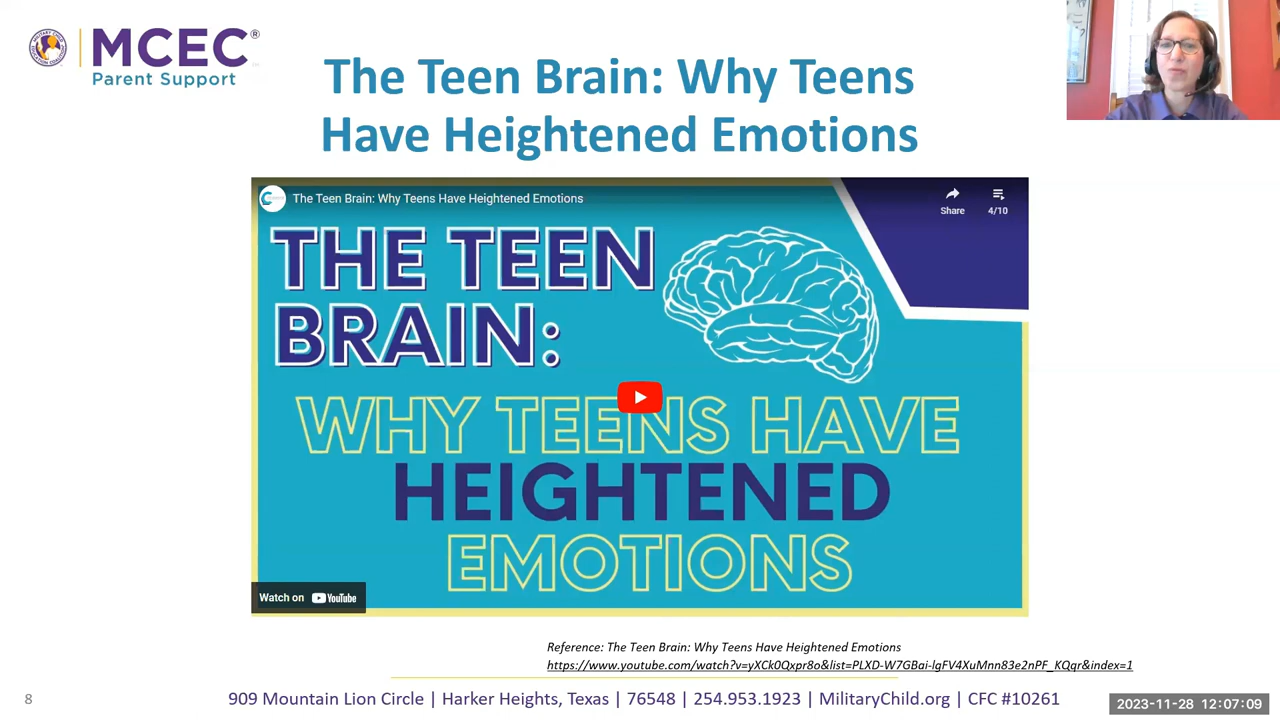 MCEC®
Parent Support
MILITARY CHILD
EDUCATION COALITION
The Teen Brain: Why Teens
Have Heightened Emotions
The Teen Brain: Why Teens Have Heightened Emotions
Share
4/10
THE TEEN
BRAIN:
WHY TEENS HAVE
HEIGHTENED
EMOTIONS
Watch on YouTube
Reference: The Teen Brain: Why Teens Have Heightened Emotions
https://www.youtube.com/watch?v=yXCk0Qxpr8o&list=PLXD-W7GBai-lgFV4XuMnn83e2nPF_KQqr&index=1
8
909 Mountain Lion Circle | Harker Heights, Texas | 76548 | 254.953.1923 | MilitaryChild.org | CFC #10261
2023-11-28 12:07:09